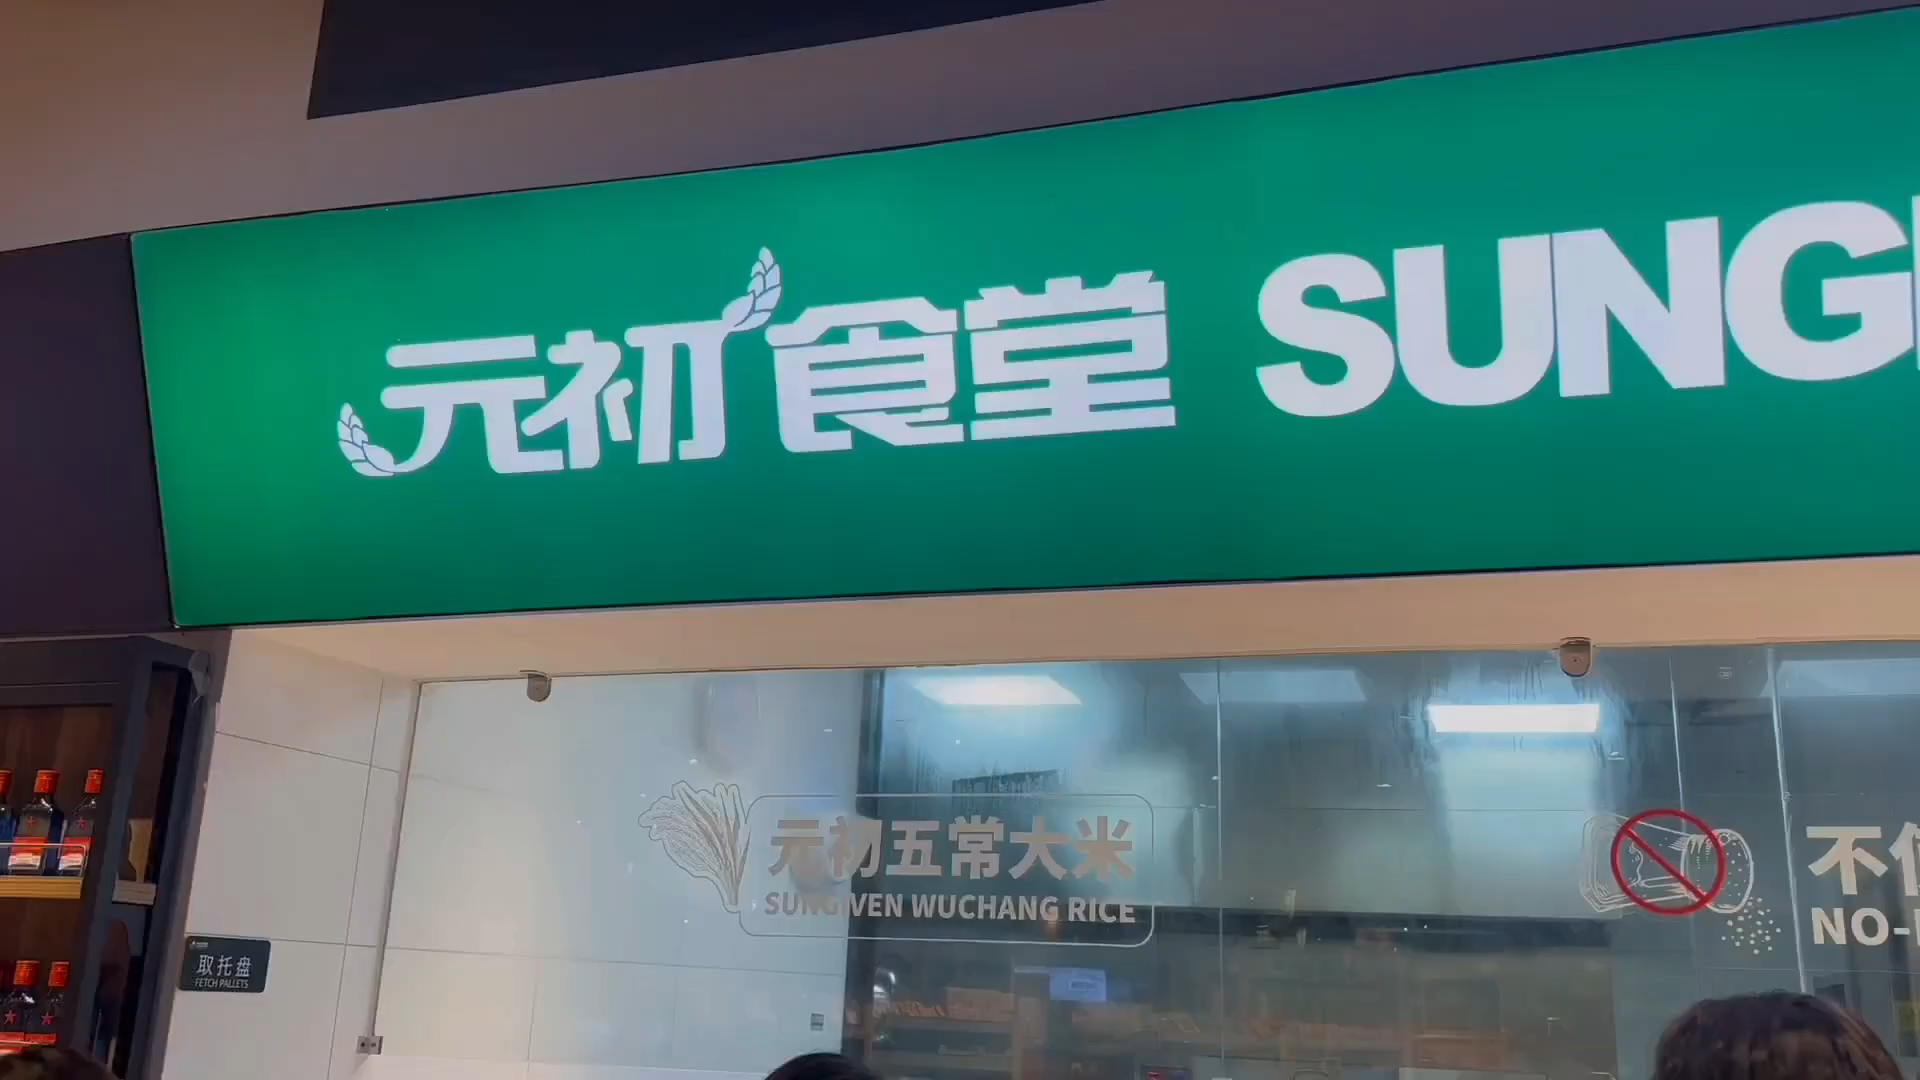 元初食堂 SUNG
元初五常大米
SUNGIVEN WUCHANG RICE
不
NO-
取托盘
FETCH PALLETS